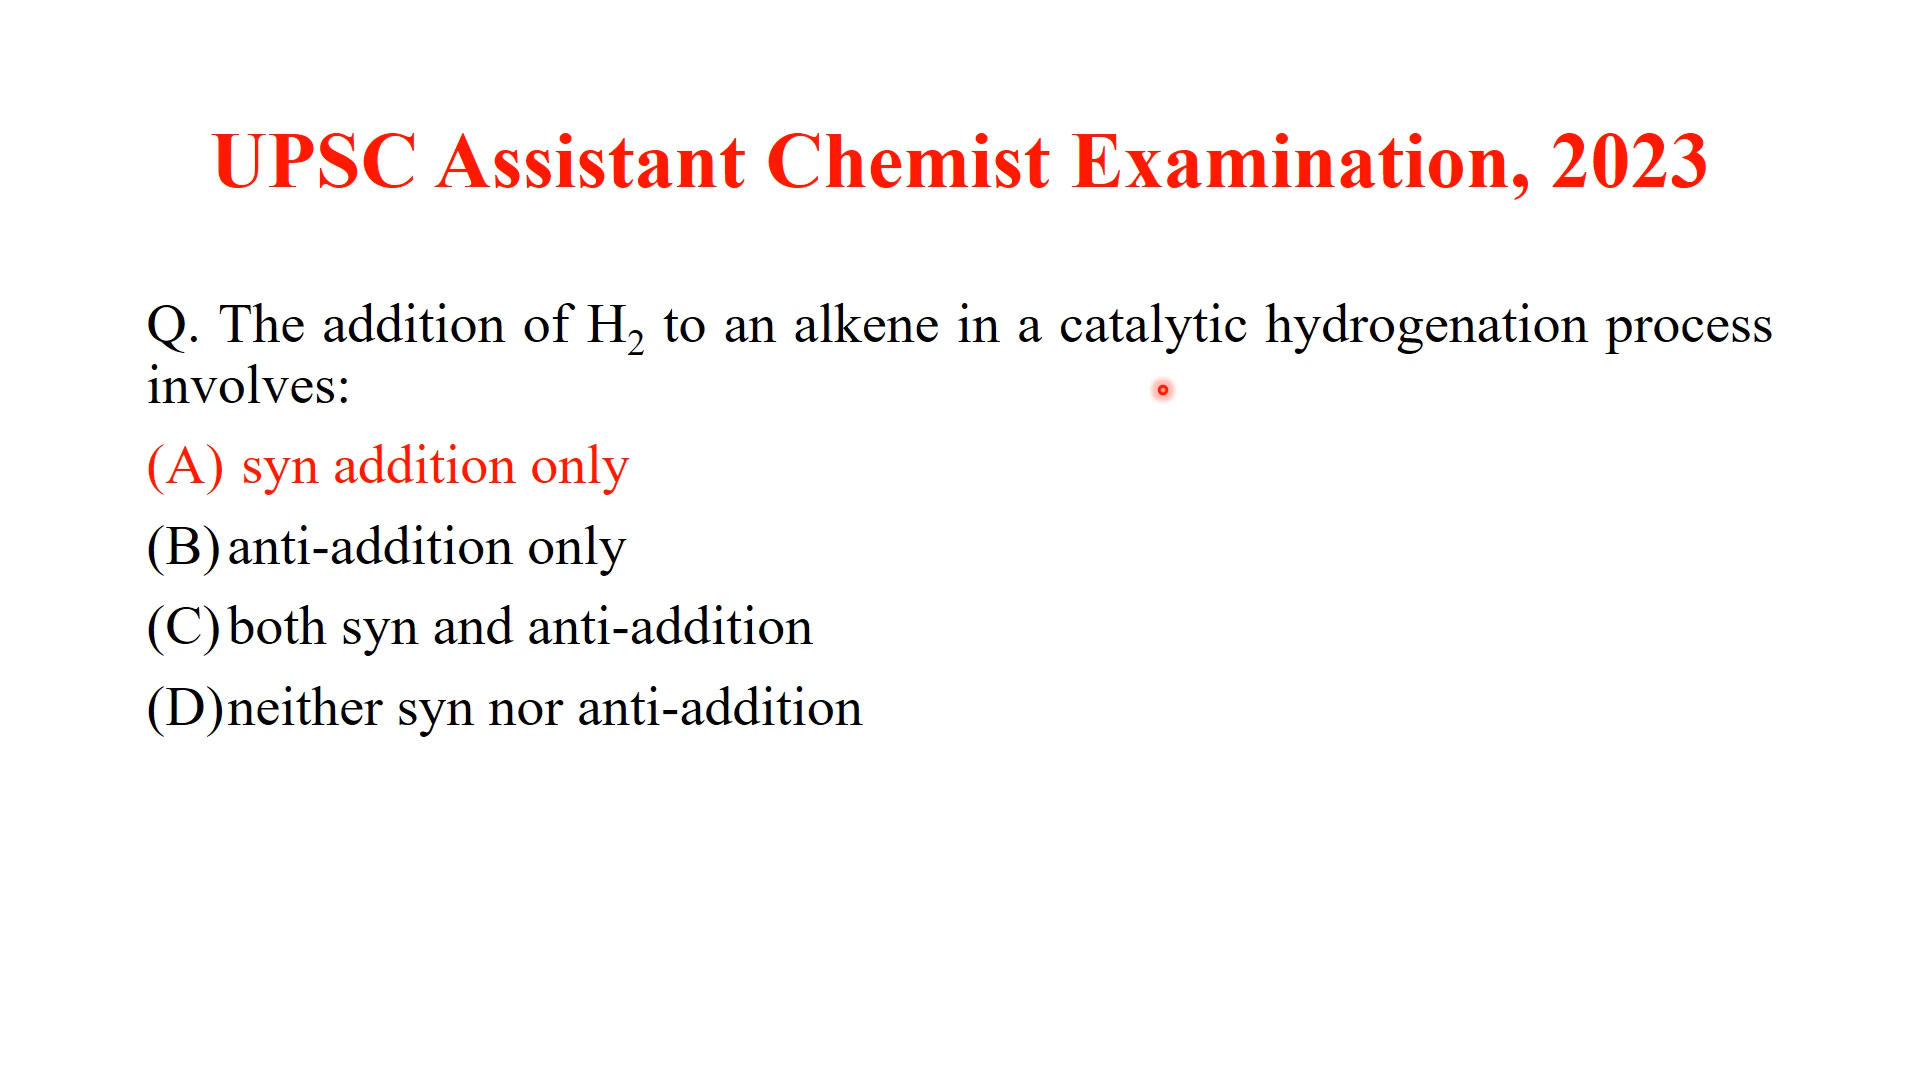 UPSC Assistant Chemist Examination, 2023
Q. The addition of H₂ to an alkene in a catalytic hydrogenation process
involves:
(A) syn addition only
(B) anti-addition only
(C) both syn and anti-addition
(D) neither syn nor anti-addition